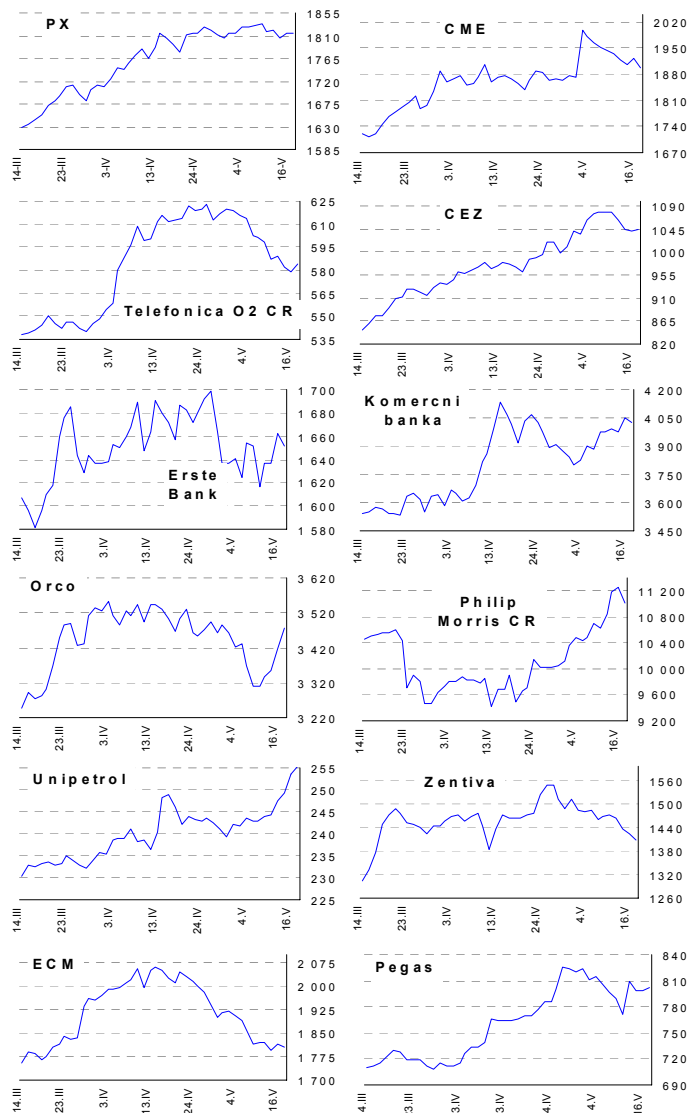 PX
1855
1810
1765
1720
1675
1630
1585
14-III
23-III
3-IV
13-IV
24-IV
4-V
16-V
CME
2020
1950
1880
1810
1740
1670
14.III
23.III
3.IV
13.IV
24.IV
4.V
16.V
Telefonica O2 CR
625
610
595
580
565
550
535
14.III
23.III
3.IV
13.IV
24.IV
4.V
16.V
CEZ
1090
1045
1000
955
910
865
820
14.III
23.III
3.IV
13.IV
24.IV
4.V
16.V
Erste
Bank
1 700
1 680
1 660
1 640
1 620
1 600
1 580
14.III
23.III
3.IV
13.IV
24.IV
4.V
16.V
Komercni
banka
4 200
4 050
3 900
3 750
3 600
3 450
14.III
23.III
3.IV
13.IV
24.IV
4.V
16.V
Orco
3 620
3 520
3 420
3 320
3 220
14.III
23.III
3.IV
13.IV
24.IV
4.V
16.V
Philip
Morris CR
11 200
10 800
10 400
10 000
9 600
9 200
14.III
23.III
3.IV
13.IV
24.IV
4.V
16.V
Unipetrol
255
250
245
240
235
230
225
14.III
23.III
3.IV
13.IV
24.IV
4.V
16.V
Zentiva
1560
1500
1440
1380
1320
1260
14.III
23.III
3.IV
13.IV
24.IV
4.V
16.V
ECM
2 075
2 000
1 925
1 850
1 775
1 700
14.III
23.III
3.IV
13.IV
24.IV
4.V
16.V
Pegas
840
810
780
750
720
690
4.III
23.III
3.IV
13.IV
24.IV
4.V
16.V